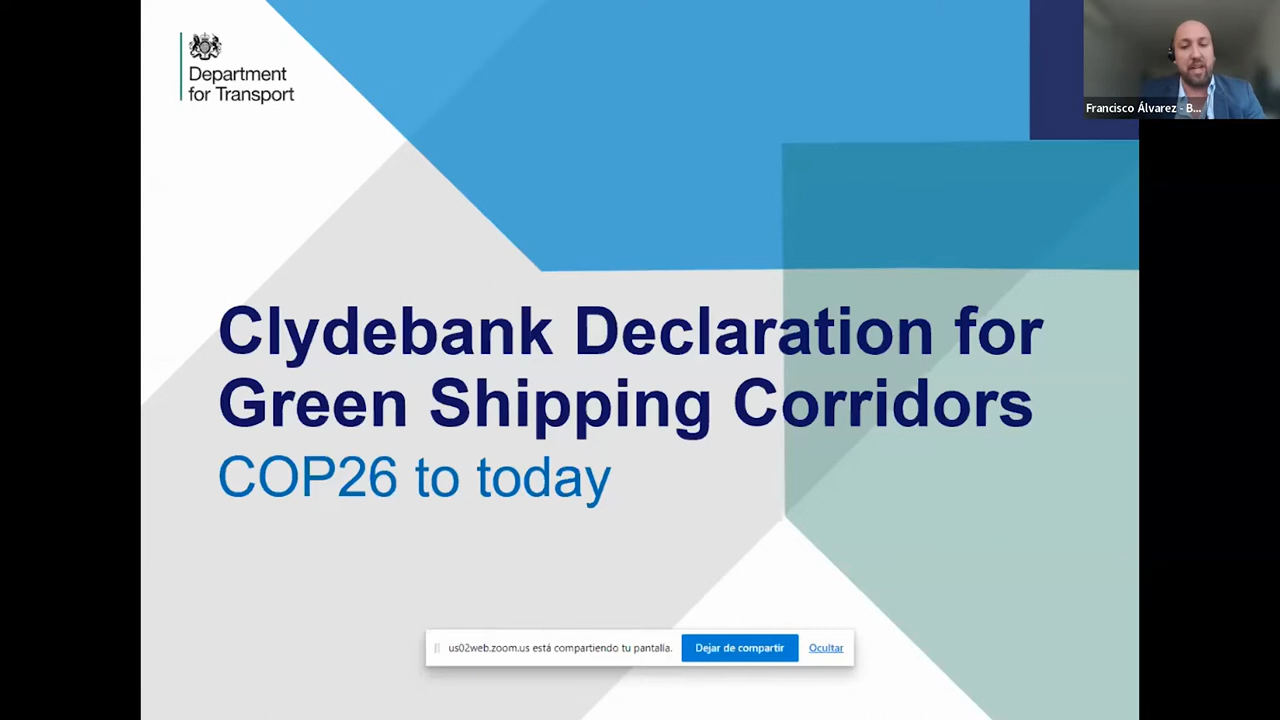 Department
for Transport
Francisco Álvarez - B...
Clydebank Declaration for
Green Shipping Corridors
COP26 to today
us02web.zoom.us está compartiendo tu pantalla.
Dejar de compartir
Ocultar